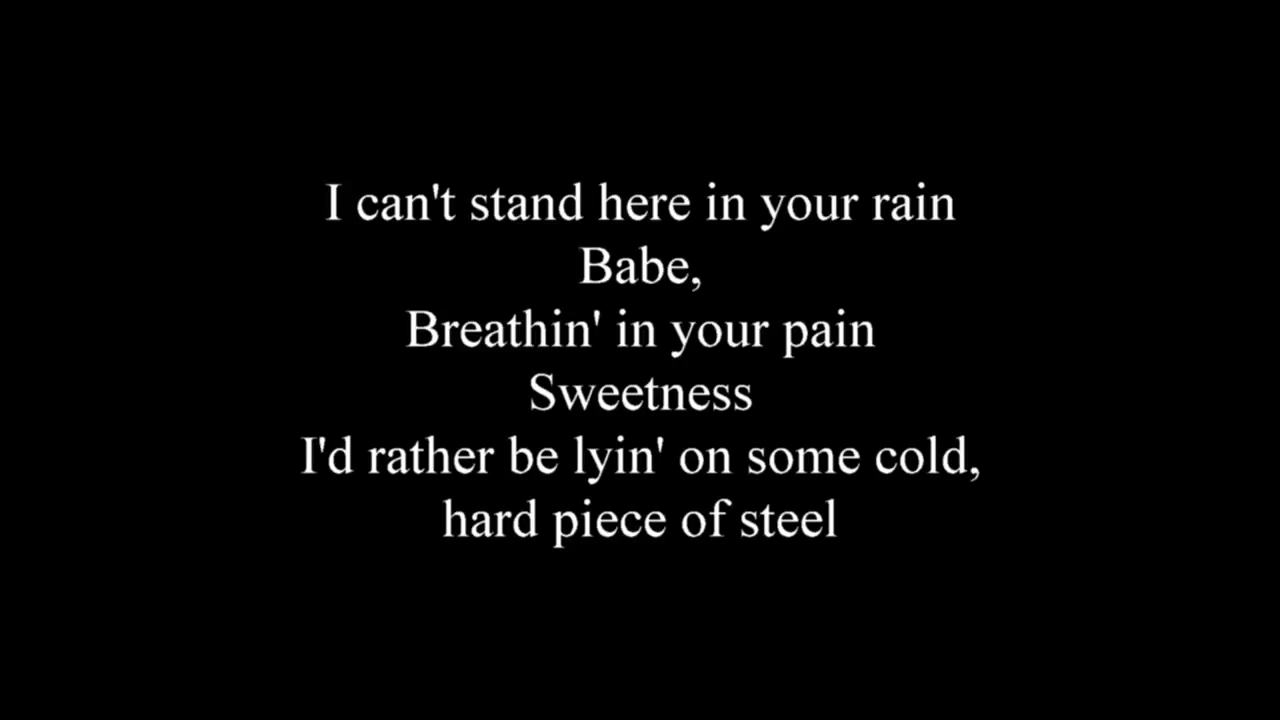 I can't stand here in your rain
Babe,
Breathin' in your pain
Sweetness
I'd rather be lyin' on some cold,
hard piece of steel